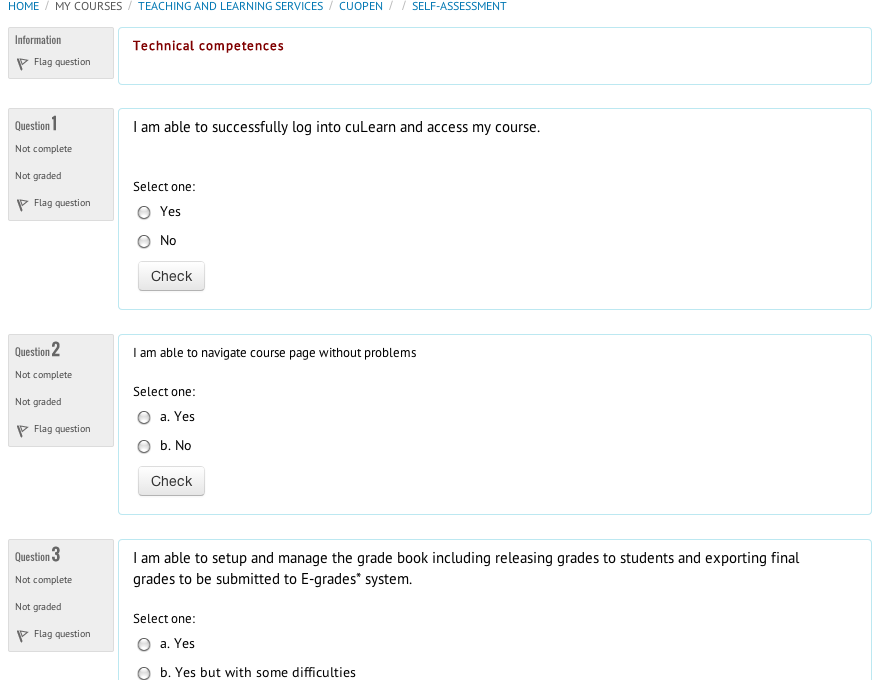 HOME / MY COURSES / TEACHING AND LEARNING SERVICES / CUOPEN / / SELF-ASSESSMENT
Information
Flag question
Technical competences
Question 1
Not complete
Not graded
Flag question
I am able to successfully log into cuLearn and access my course.
Select one:
Yes
No
Check
Question 2
Not complete
Not graded
Flag question
I am able to navigate course page without problems
Select one:
a. Yes
b. No
Check
Question 3
Not complete
Not graded
Flag question
I am able to setup and manage the grade book including releasing grades to students and exporting final
grades to be submitted to E-grades* system.
Select one:
a. Yes
b. Yes but with some difficulties